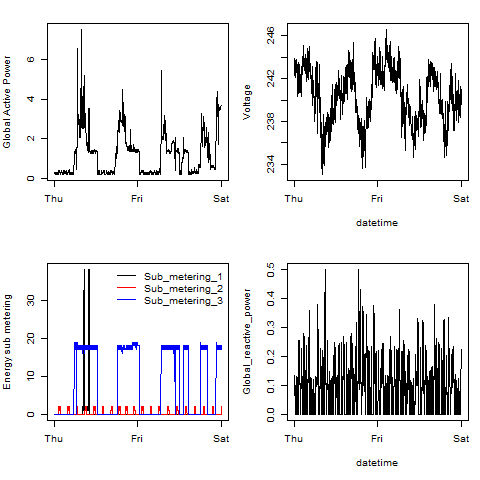 Global Active Power
6
4
2
0
Thu
Fri
Sat
Voltage
246
242
238
234
Thu
Fri
Sat
datetime
Energy sub metering
30
20
10
0
Sub_metering_1
Sub_metering_2
Sub_metering_3
Thu
Fri
Sat
Global_reactive_power
0.5
0.4
0.3
0.2
0.1
0.0
Thu
Fri
Sat
datetime